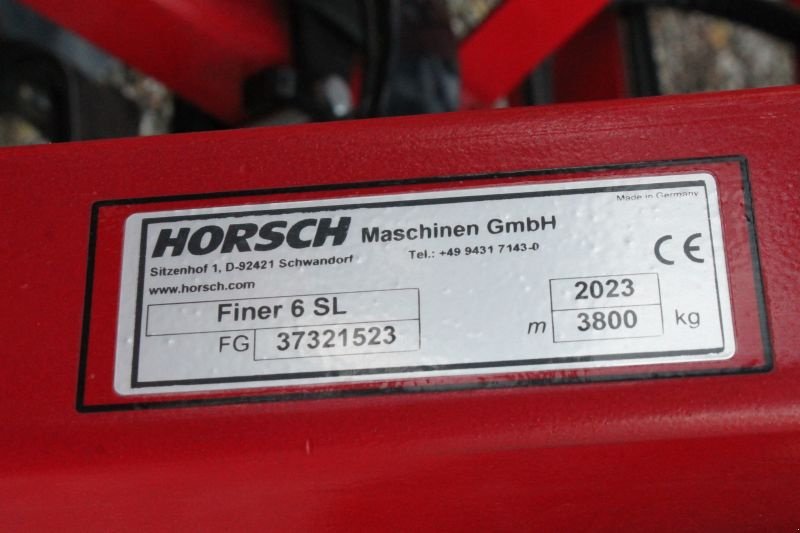 Made in Germany
HORSCH Maschinen GmbH
Sitzenhof 1, D-92421 Schwandorf Tel.: +49 9431 7143-0
www.horsch.com
CE
Finer 6 SL 2023
FG 37321523 m 3800 kg